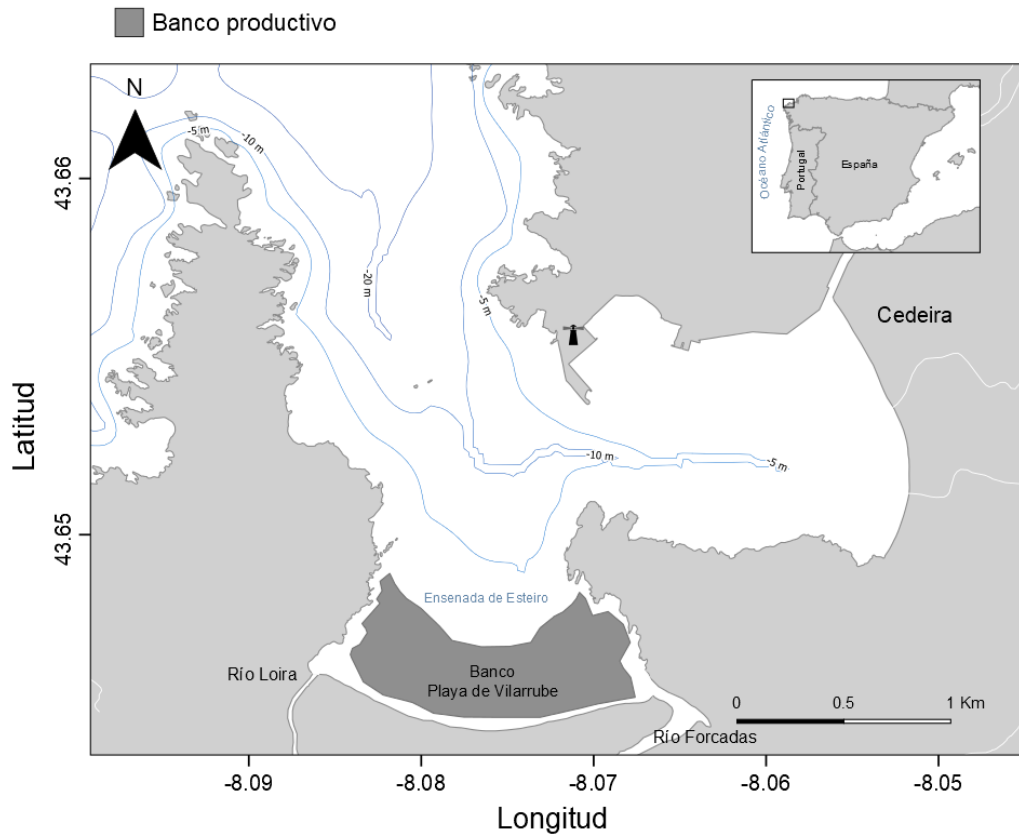 Banco productivo
N
-5 m
-10 m
-20 m
-5 m
-10 m
-5 m
Océano Atlántico
Portugal
España
Cedeira
Latitud
43.66
43.65
Ensenada de Esteiro
Banco
Playa de Vilarrube
Río Loira
Río Forcadas
0 0.5 1 Km
-8.09 -8.08 -8.07 -8.06 -8.05
Longitud